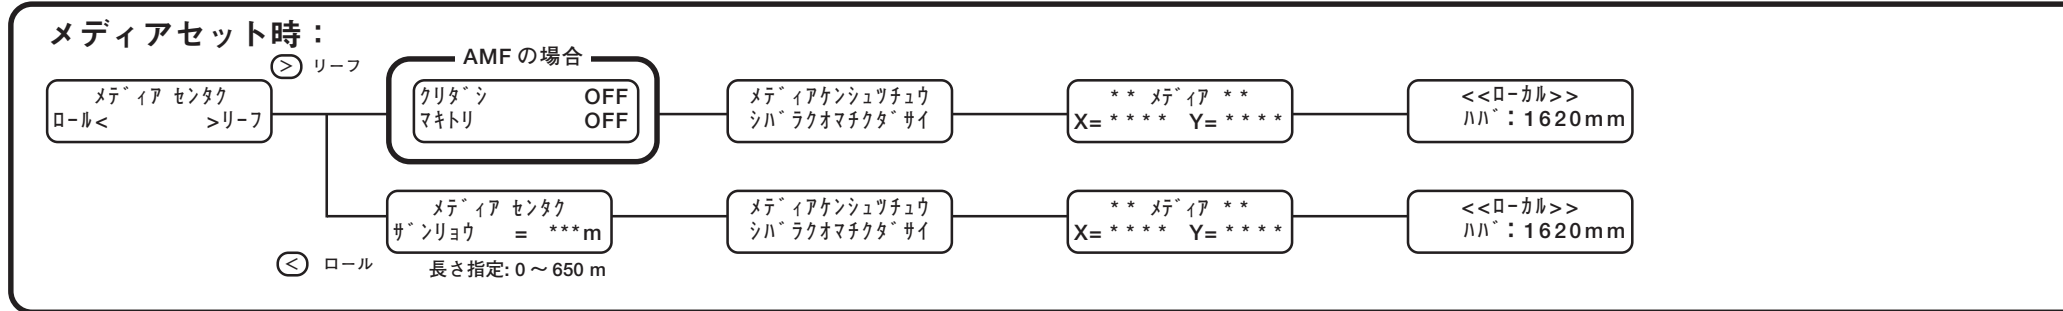 メディアセット時：
> リーフ
AMF の場合
ﾒﾃﾞｨｱ ｾﾝﾀｸ
ﾛｰﾙ< >ﾘｰﾌ
ｸﾘﾀﾞｼ OFF
ﾏｷﾄﾘ OFF
ﾒﾃﾞｨｱｹﾝｼｭﾂﾁｭｳ
ｼﾊﾞﾗｸｵﾏﾁｸﾀﾞｻｲ
** ﾒﾃﾞｨｱ **
X=**** Y=****
<<ﾛｰｶﾙ>>
ﾊﾊﾞ：1620mm
ﾒﾃﾞｨｱ ｾﾝﾀｸ
ｻﾞﾝﾘｮｳ = ***m
ﾒﾃﾞｨｱｹﾝｼｭﾂﾁｭｳ
ｼﾊﾞﾗｸｵﾏﾁｸﾀﾞｻｲ
** ﾒﾃﾞｨｱ **
X=**** Y=****
<<ﾛｰｶﾙ>>
ﾊﾊﾞ：1620mm
< ロール
長さ指定: 0 ～ 650 m